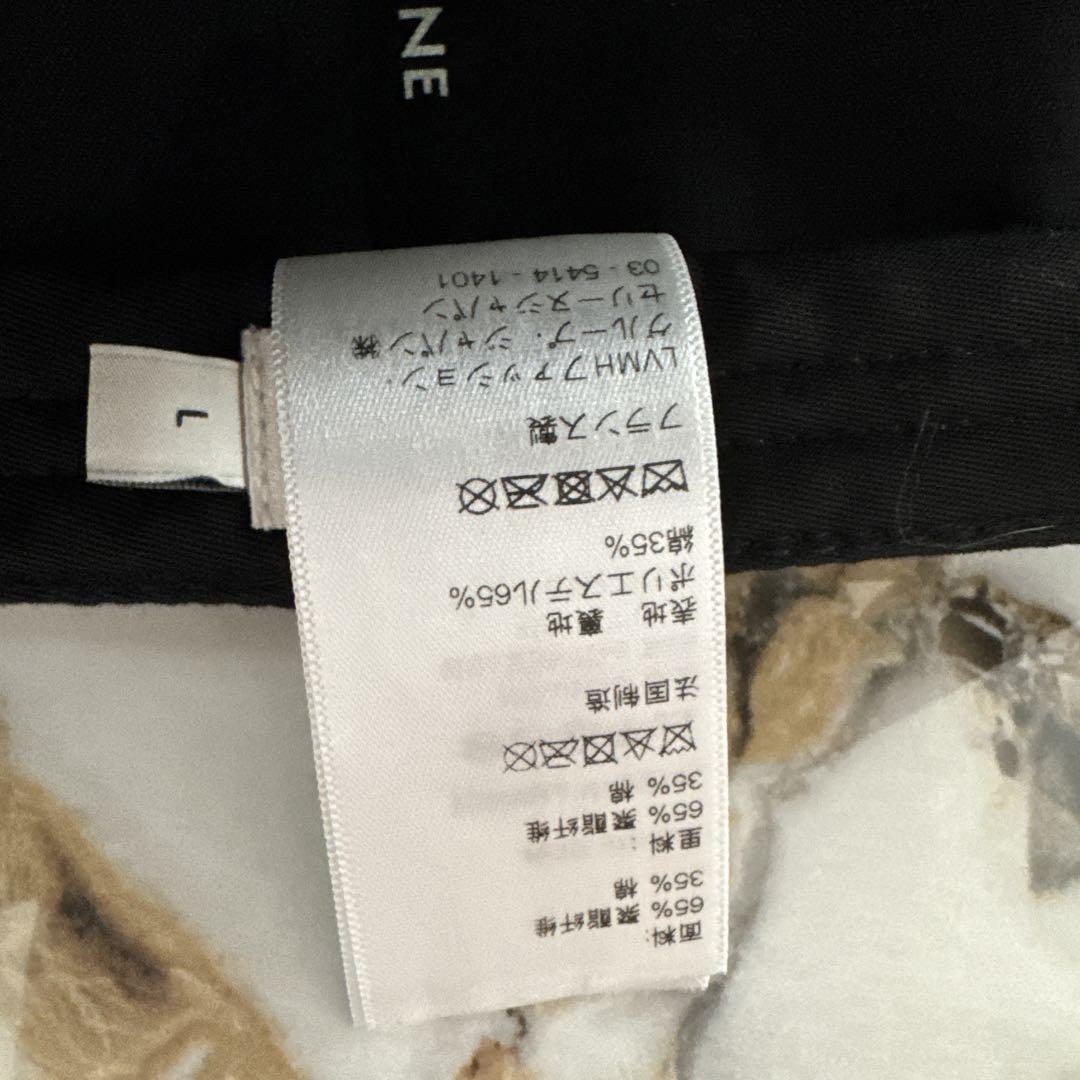 NE
L
面料:
65% 聚酯纤维
35% 棉
里料:
65% 聚酯纤维
35% 棉
法国制造
表地 裏地
ポリエステル65%
綿35%
フランス製
LVMHファッション・
グループ・ジャパン㈱
セリーヌジャパン
03-5414-1401